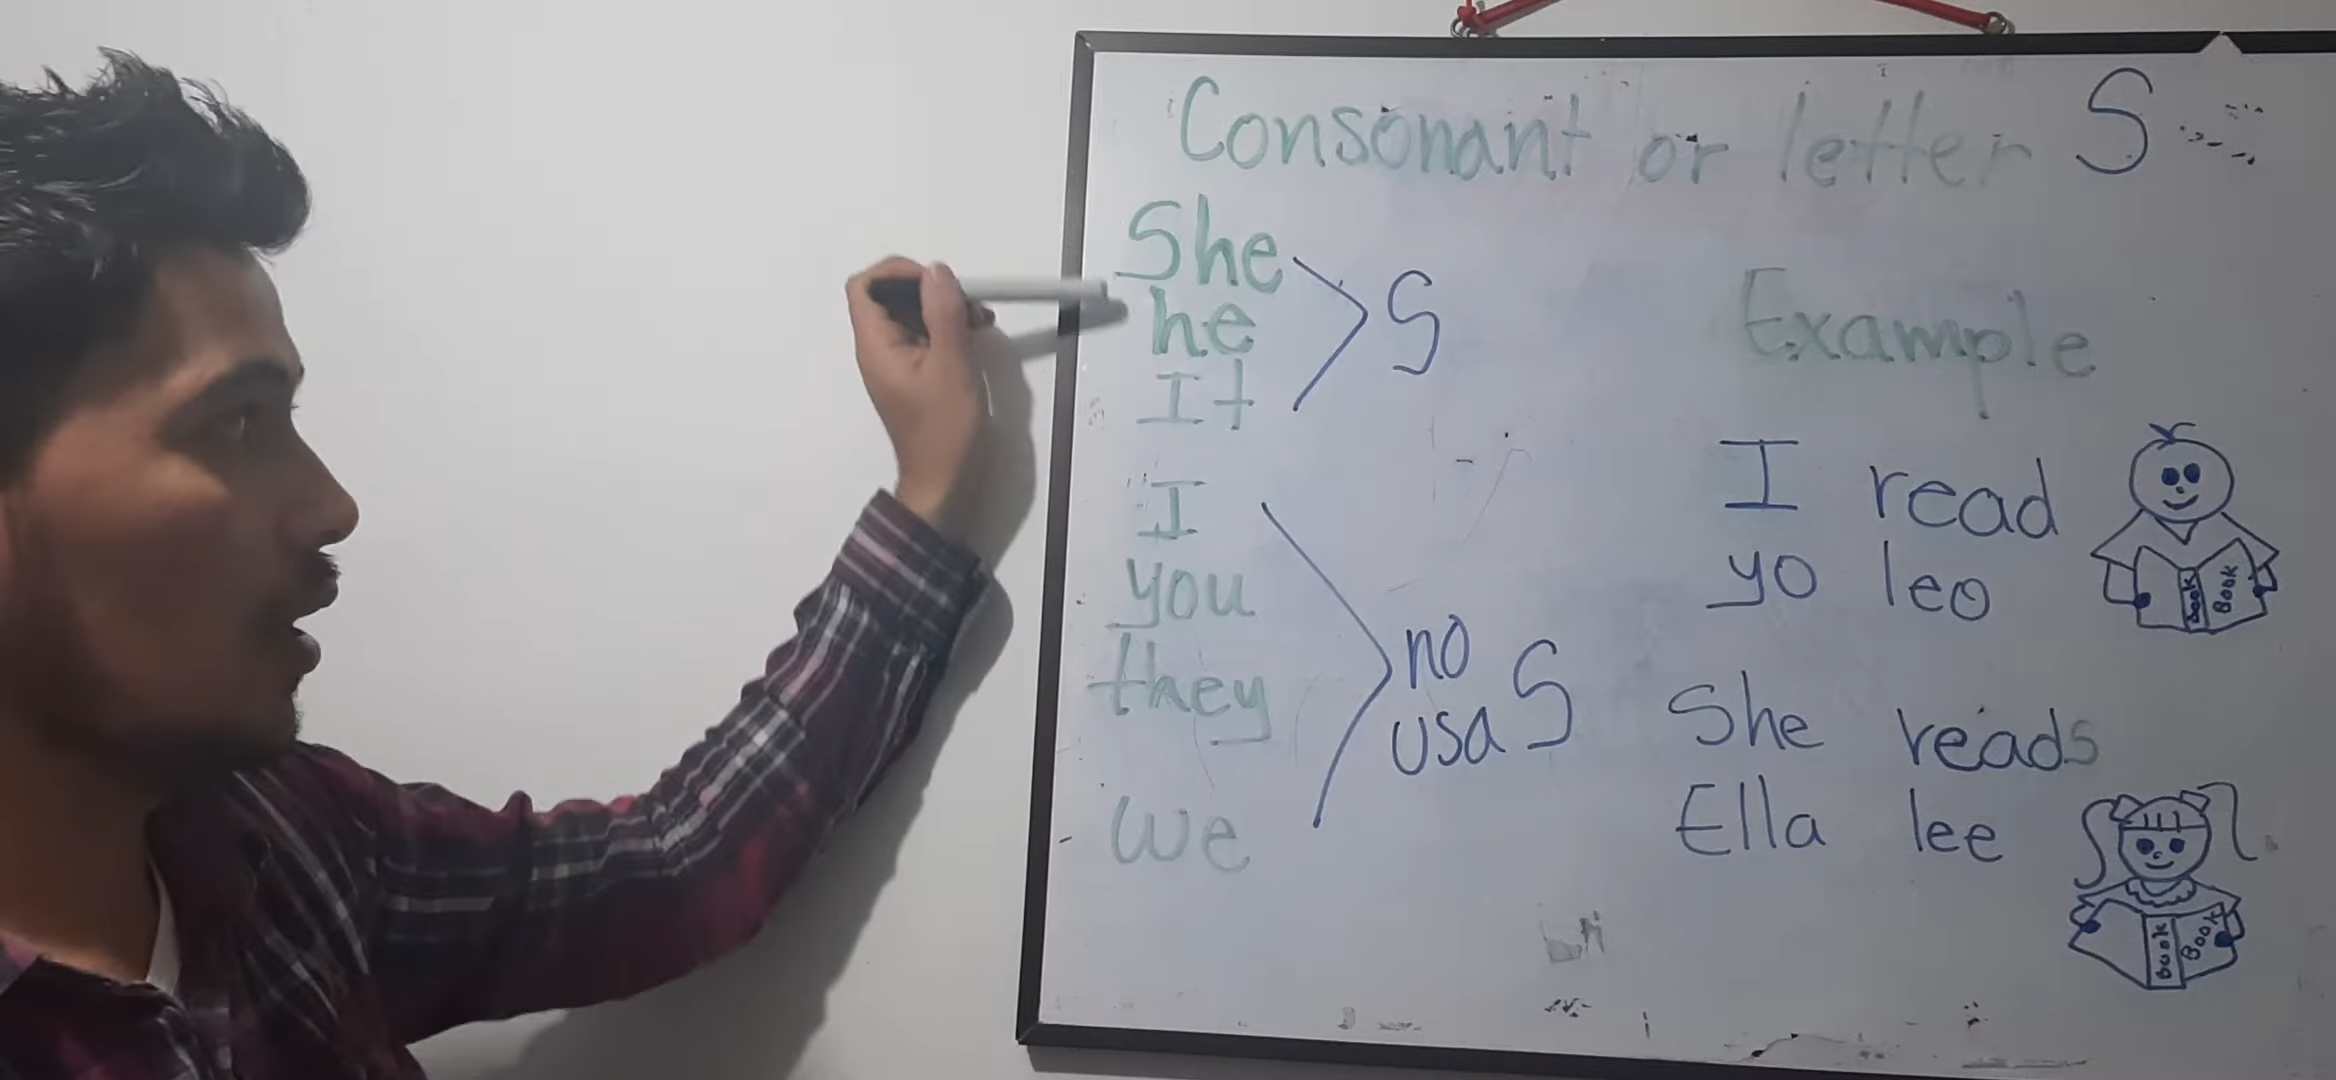 Consonant or letter S
She
he
It
S
I
you
they
we
no
usa S
Example
I read
yo leo
Book Book
She reads
Ella lee
Book Book